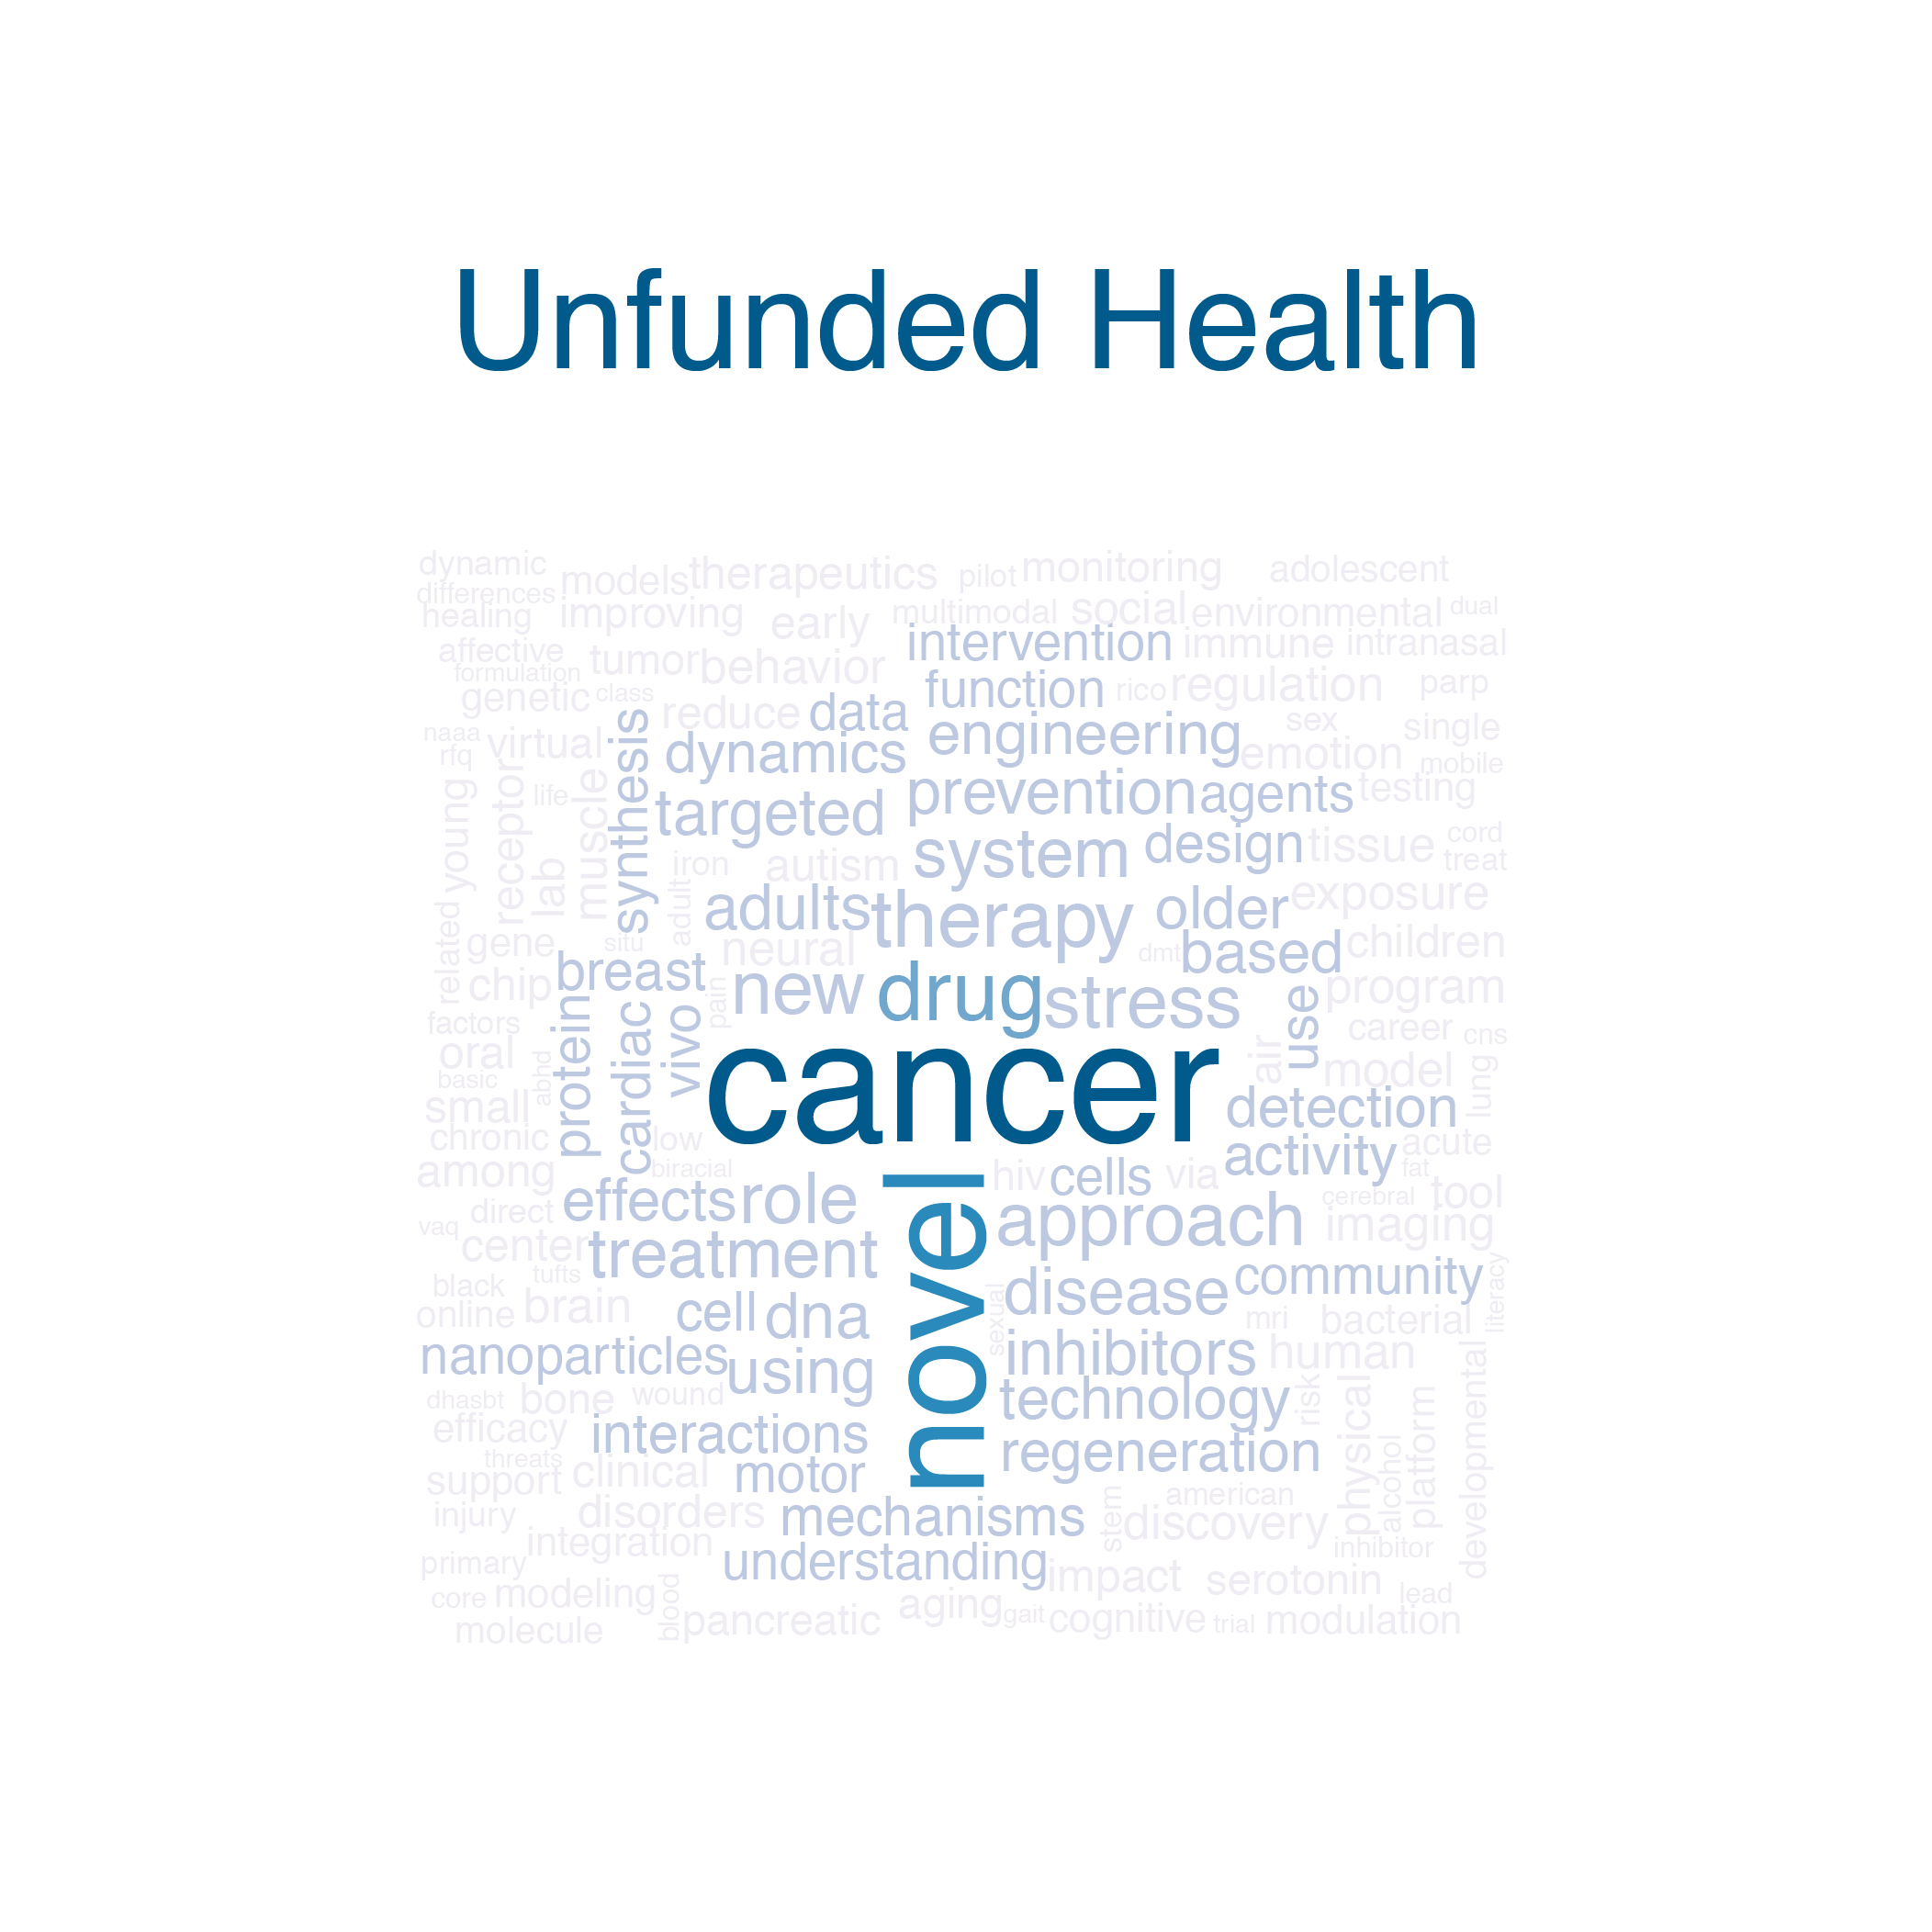 Unfunded Health
dynamic
models
therapeutics
pilot
monitoring
adolescent
differences
healing
improving
early
multimodal
social
environmental
dual
affective
tumor
behavior
intervention
immune
intranasal
formulation
genetic
class
reduce
data
function
rico
regulation
parp
naaa
rfq
virtual
synthesis
dynamics
engineering
sex
single
emotion
mobile
young
receptor
life
muscle
targeted
prevention
agents
testing
lab
iron
autism
system
design
tissue
cord
treat
related
gene
situ
adult
adults
therapy
older
exposure
neural
dmt
based
children
chip
breast
pain
new
drug
stress
use
program
factors
protein
cardiac
vivo
career
cns
oral
basic
abhd
cancer
air
model
lung
small
detection
chronic
low
activity
acute
among
biracial
hiv
cells
via
fat
direct
effects
role
novel
approach
cerebral
tool
vaq
center
treatment
imaging
black
tufts
disease
community
literacy
online
brain
cell
dna
sexual
mri
bacterial
nanoparticles
using
inhibitors
human
dhasbt
bone
wound
technology
risk
physical
platform
developmental
efficacy
threats
interactions
regeneration
alcohol
support
clinical
motor
injury
disorders
mechanisms
stem
american
discovery
integration
inhibitor
primary
understanding
impact
serotonin
core
modeling
blood
aging
gait
cognitive
trial
lead
modulation
molecule
pancreatic